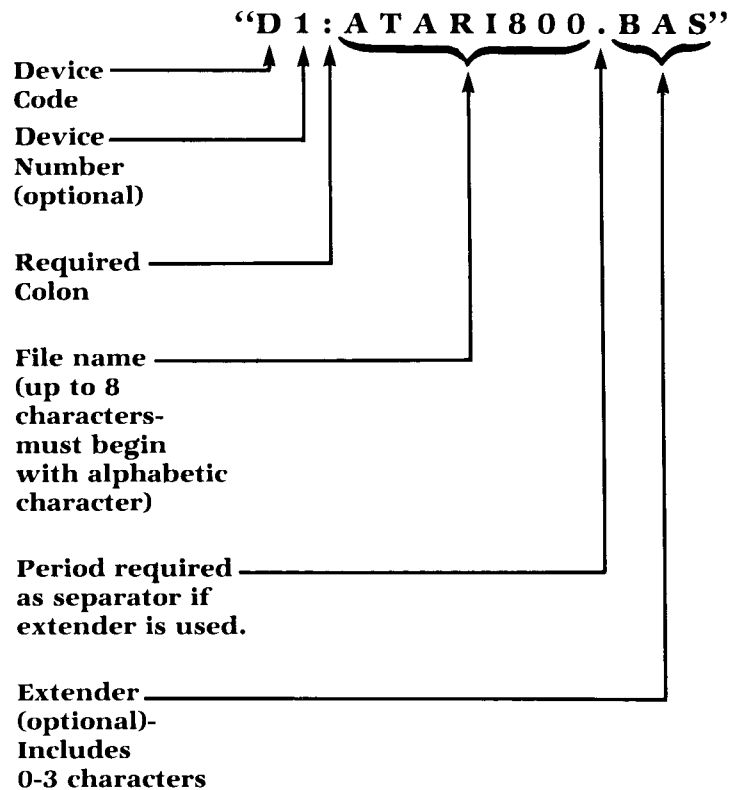 “D1:ATARI800.BAS”
Device
Code
Device
Number
(optional)
Required
Colon
File name
(up to 8
characters-
must begin
with alphabetic
character)
Period required
as separator if
extender is used.
Extender
(optional)-
Includes
0-3 characters